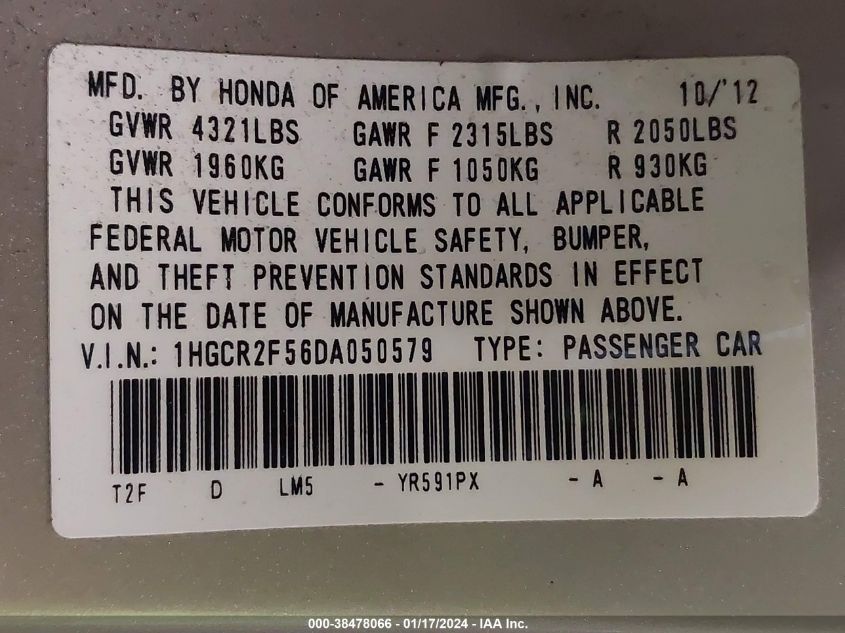 MFD. BY HONDA OF AMERICA MFG., INC. 10/'12
GVWR 4321LBS GAWR F 2315LBS R 2050LBS
GVWR 1960KG GAWR F 1050KG R 930KG
THIS VEHICLE CONFORMS TO ALL APPLICABLE
FEDERAL MOTOR VEHICLE SAFETY, BUMPER,
AND THEFT PREVENTION STANDARDS IN EFFECT
ON THE DATE OF MANUFACTURE SHOWN ABOVE.
V.I.N.: 1HGCR2F56DA050579 TYPE: PASSENGER CAR
T2F D LM5 - YR591PX - A - A
000-38478066 - 01/17/2024 - IAA Inc.